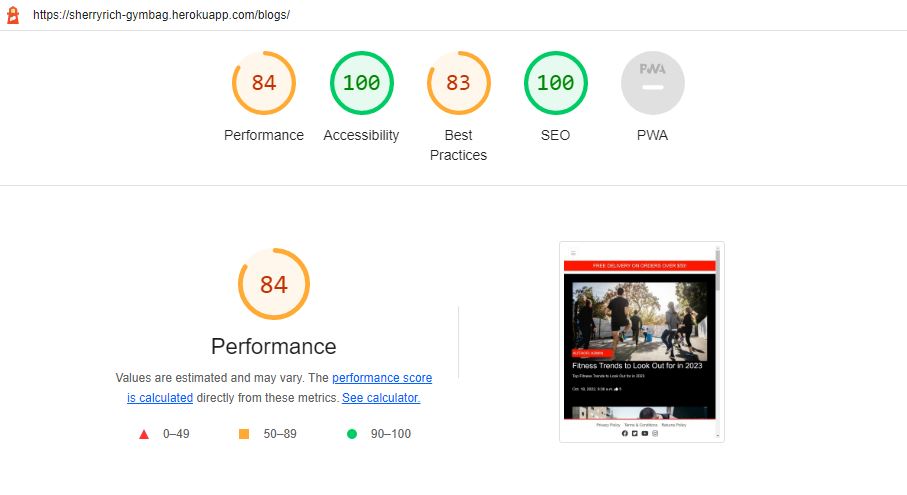 https://sherryrich-gymbag.herokuapp.com/blogs/
84
100
83
100
PWA
Performance
Accessibility
Best
Practices
SEO
PWA
84
Performance
Values are estimated and may vary. The performance score
is calculated directly from these metrics. See calculator.
0–49
50–89
90–100
FREE DELIVERY ON ORDERS OVER $50!
AUTHOR: ADMIN
Fitness Trends to Look Out for in 2023
Top Fitness Trends to Look Out for in 2023
Privacy Policy Terms & Conditions Returns Policy